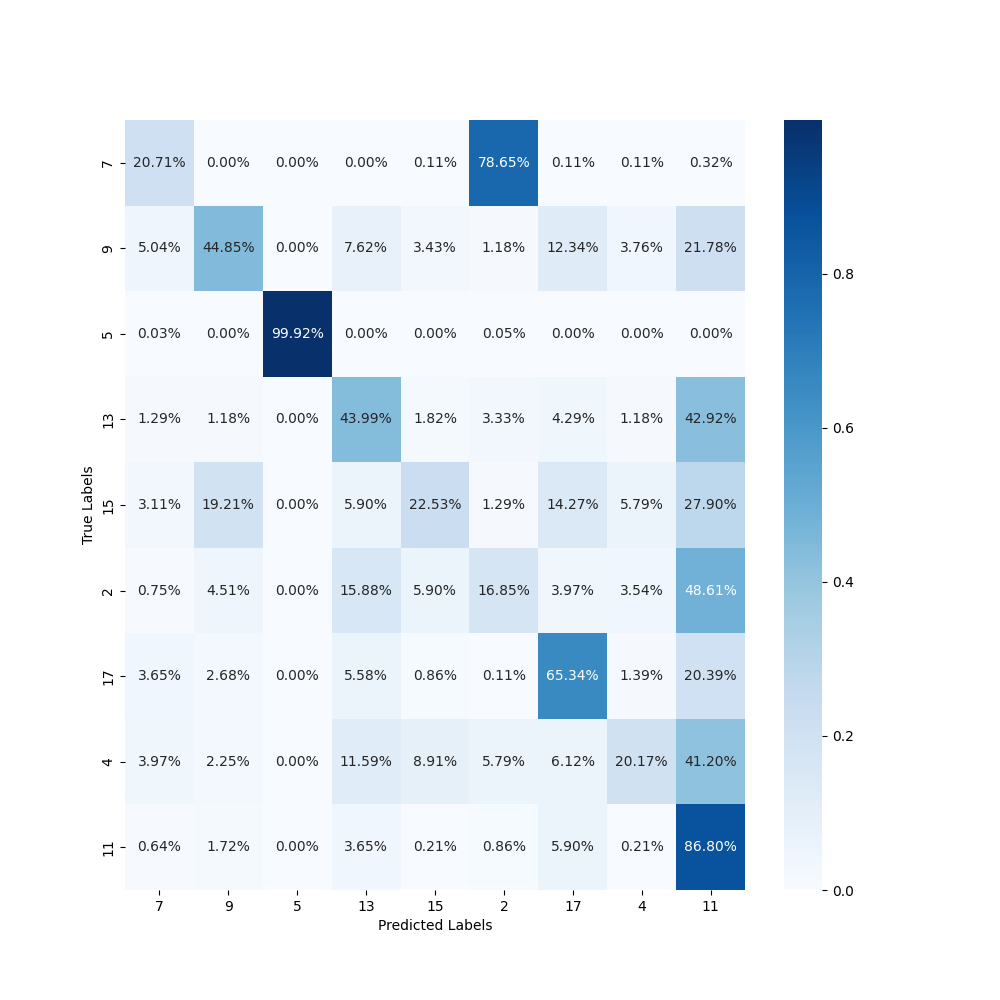 7 20.71% 0.00% 0.00% 0.00% 0.11% 78.65% 0.11% 0.11% 0.32%
9 5.04% 44.85% 0.00% 7.62% 3.43% 1.18% 12.34% 3.76% 21.78%
0.8
5 0.03% 0.00% 99.92% 0.00% 0.00% 0.05% 0.00% 0.00% 0.00%
13 1.29% 1.18% 0.00% 43.99% 1.82% 3.33% 4.29% 1.18% 42.92%
0.6
True Labels
15 3.11% 19.21% 0.00% 5.90% 22.53% 1.29% 14.27% 5.79% 27.90%
2 0.75% 4.51% 0.00% 15.88% 5.90% 16.85% 3.97% 3.54% 48.61%
0.4
17 3.65% 2.68% 0.00% 5.58% 0.86% 0.11% 65.34% 1.39% 20.39%
0.2
4 3.97% 2.25% 0.00% 11.59% 8.91% 5.79% 6.12% 20.17% 41.20%
11 0.64% 1.72% 0.00% 3.65% 0.21% 0.86% 5.90% 0.21% 86.80%
0.0
7 9 5 13 15 2 17 4 11
Predicted Labels